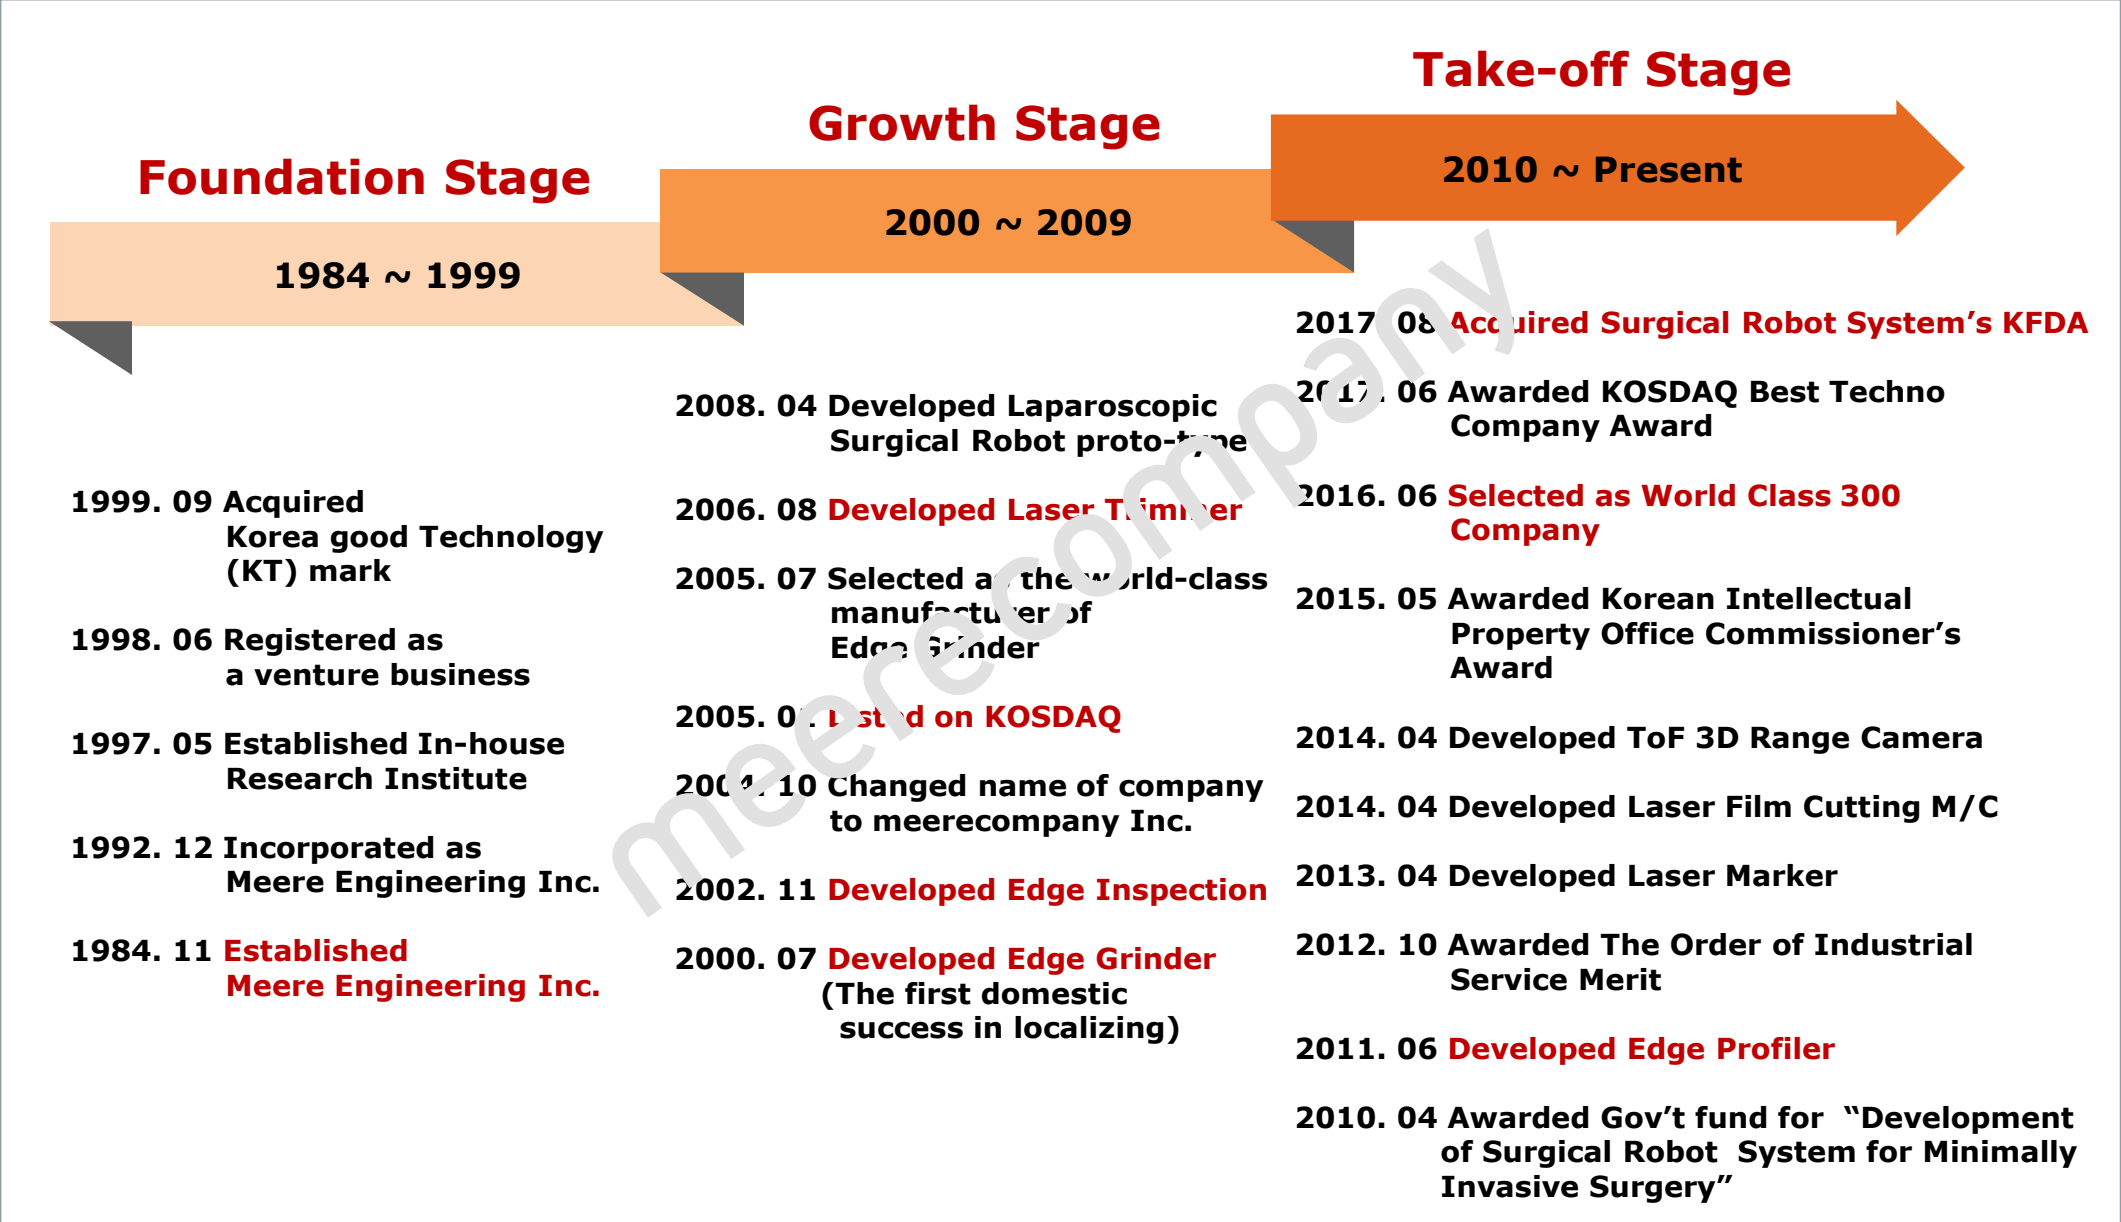 Foundation Stage
1984 ~ 1999
1999. 09 Acquired
Korea good Technology
(KT) mark
1998. 06 Registered as
a venture business
1997. 05 Established In-house
Research Institute
1992. 12 Incorporated as
Meere Engineering Inc.
1984. 11 Established
Meere Engineering Inc.
Growth Stage
2000 ~ 2009
2008. 04 Developed Laparoscopic
Surgical Robot proto-type
2006. 08 Developed Laser Trimmer
2005. 07 Selected as the world-class
manufacturer of
Edge Grinder
2005. Listed on KOSDAQ
2004. 10 Changed name of company
to meerecompany Inc.
2002. 11 Developed Edge Inspection
2000. 07 Developed Edge Grinder
(The first domestic
success in localizing)
Take-off Stage
2010 ~ Present
2017. 08 Acquired Surgical Robot System’s KFDA
2017. 06 Awarded KOSDAQ Best Techno
Company Award
2016. 06 Selected as World Class 300
Company
2015. 05 Awarded Korean Intellectual
Property Office Commissioner’s
Award
2014. 04 Developed ToF 3D Range Camera
2014. 04 Developed Laser Film Cutting M/C
2013. 04 Developed Laser Marker
2012. 10 Awarded The Order of Industrial
Service Merit
2011. 06 Developed Edge Profiler
2010. 04 Awarded Gov’t fund for “Development
of Surgical Robot System for Minimally
Invasive Surgery”
meerecompany